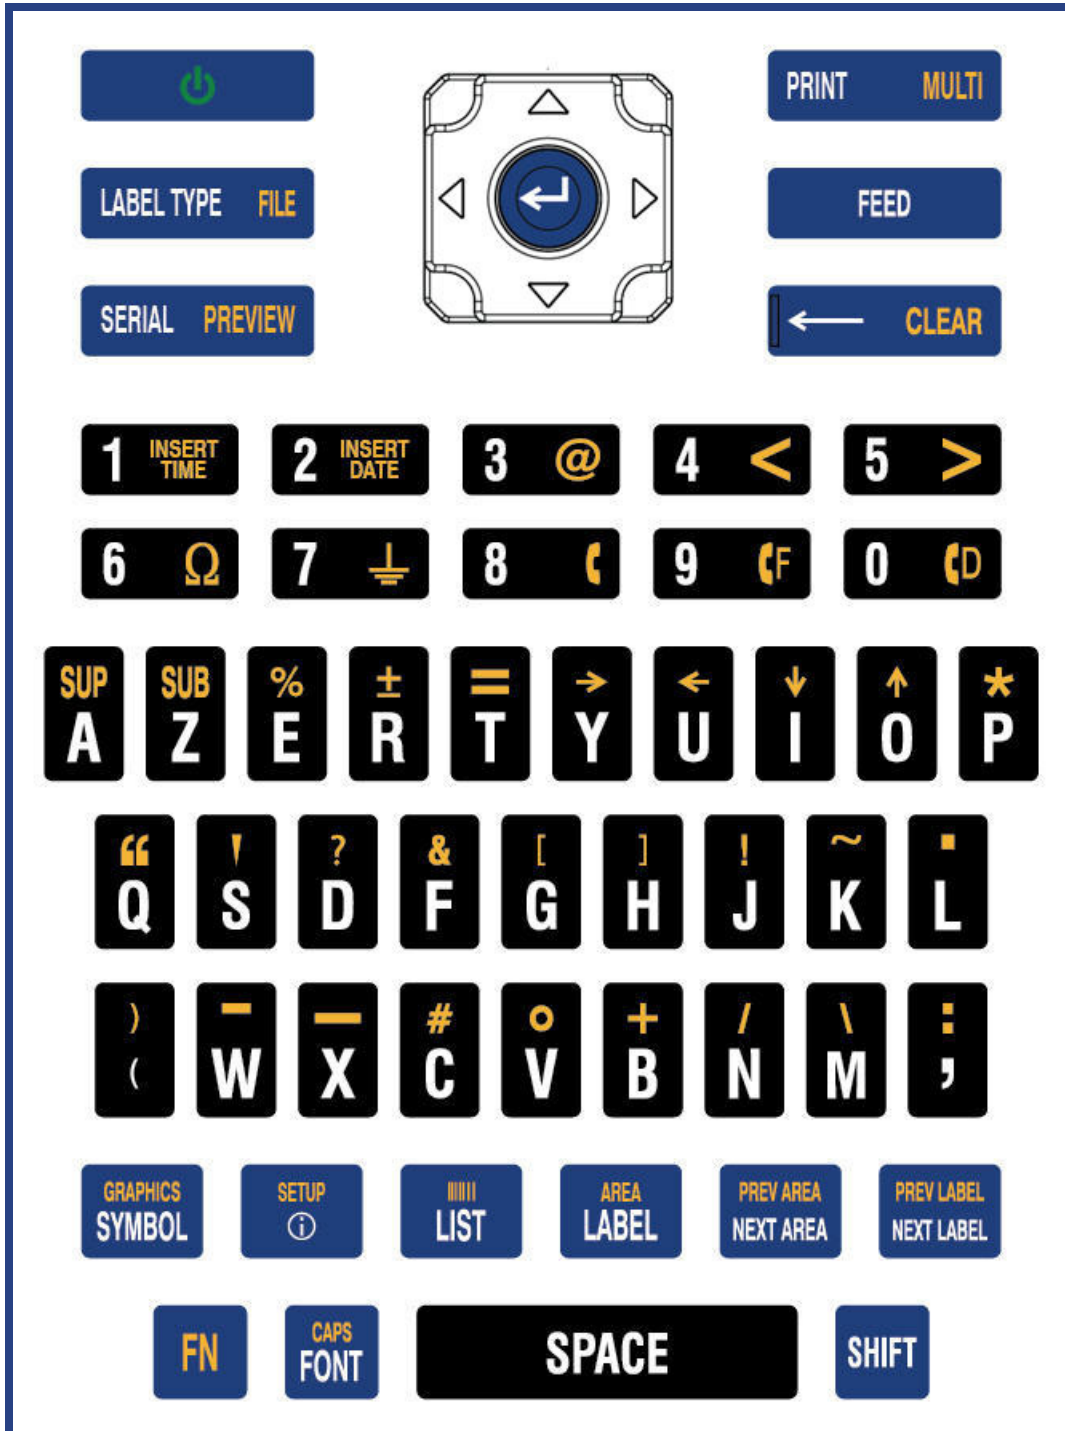 PRINT MULTI
LABEL TYPE FILE
FEED
SERIAL PREVIEW
← CLEAR
1 INSERT TIME 2 INSERT DATE 3 @ 4 < 5 >
6 Ω 7 ⏚ 8 9 F 0 D
SUP SUB % ± = → ← ↓ ↑ *
A Z E R T Y U I O P
“ ' ? & [ ] ! ~ .
Q S D F G H J K L
) - — # ° + / \ :
( W X C V B N M ,
GRAPHICS SETUP AREA PREV AREA PREV LABEL
SYMBOL ⓘ LIST LABEL NEXT AREA NEXT LABEL
CAPS
FN FONT SPACE SHIFT